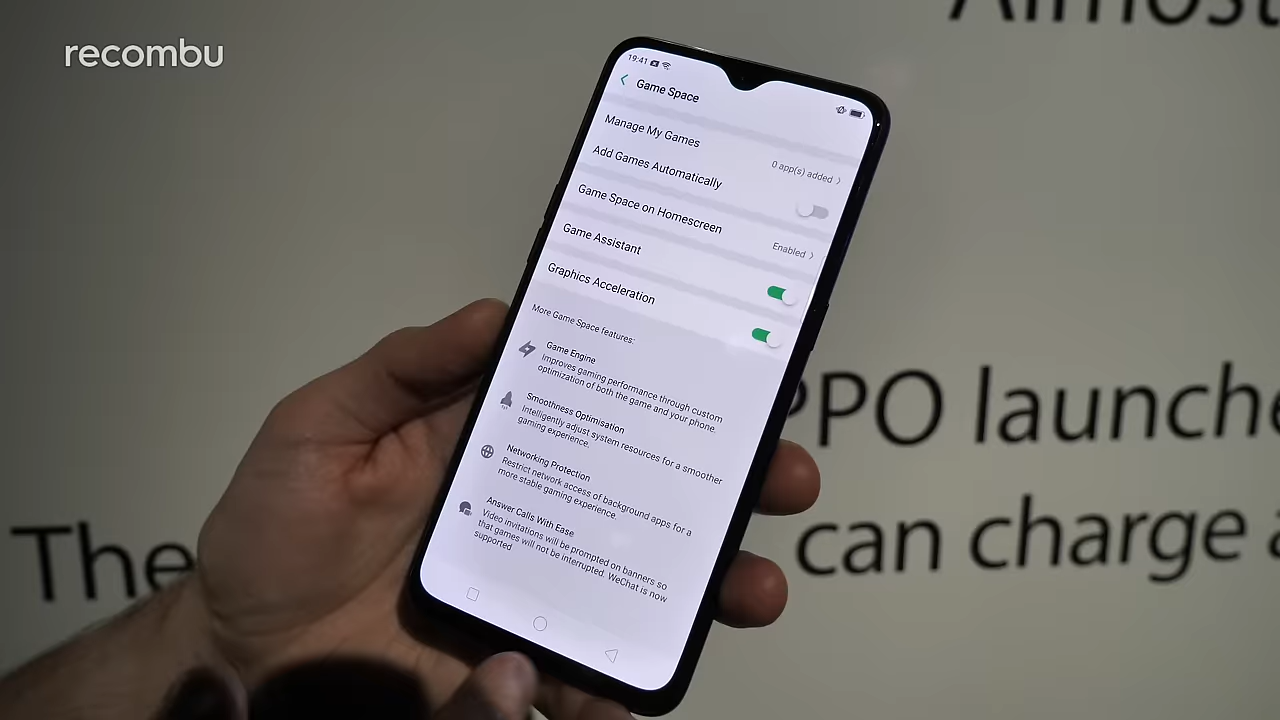 recombu
Almost
19:41
Game Space
Manage My Games
0 app(s) added
Add Games Automatically
Game Space on Homescreen
Enabled
Game Assistant
Graphics Acceleration
More Game Space features:
Game Engine
Improves gaming performance through custom
optimization of both the game and your phone.
Smoothness Optimisation
Intelligently adjust system resources for a smoother
gaming experience.
Networking Protection
Restrict network access of background apps for a
more stable gaming experience.
Answer Calls With Ease
Video invitations will be prompted on banners so
that games will not be interrupted. WeChat is now
supported
PPO launche
The
can charge a